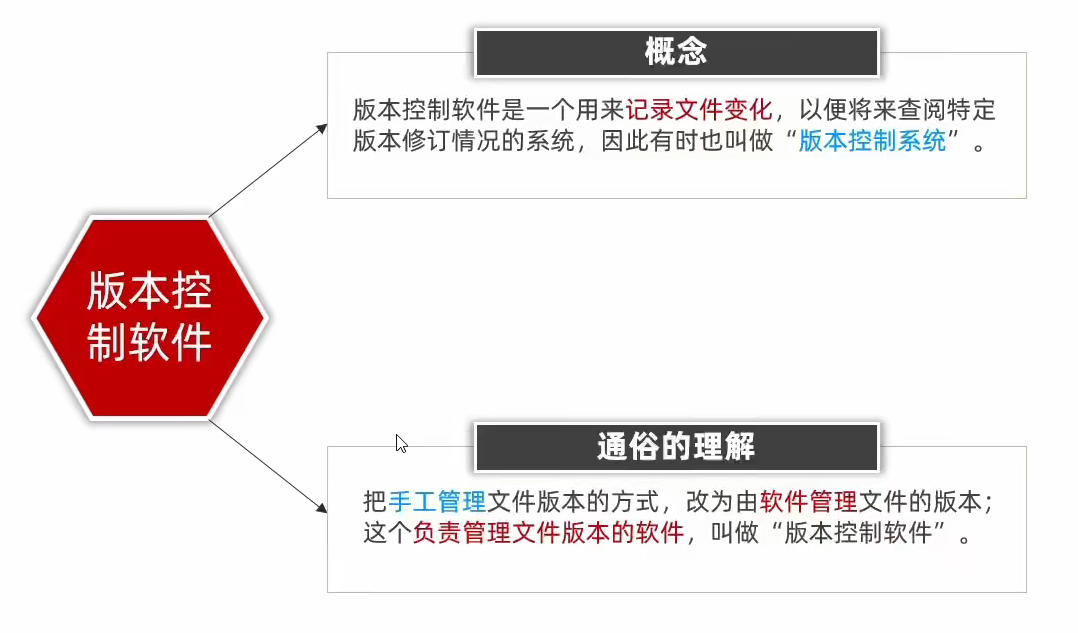 概念
版本控制软件是一个用来记录文件变化，以便将来查阅特定
版本修订情况的系统，因此有时也叫做“版本控制系统”。
版本控
制软件
通俗的理解
把手工管理文件版本的方式，改为由软件管理文件的版本；
这个负责管理文件版本的软件，叫做“版本控制软件”。